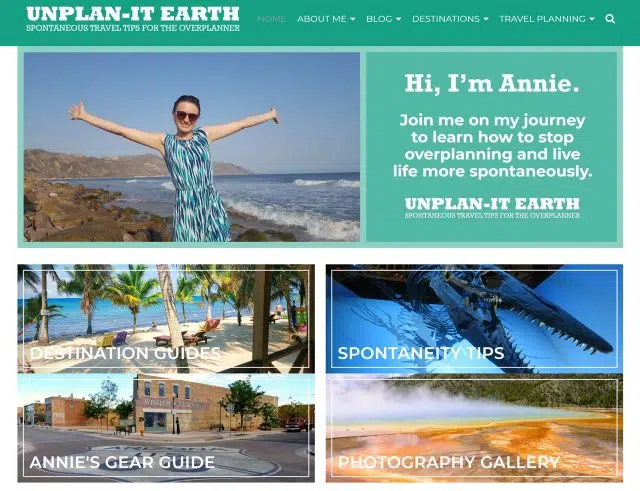 UNPLAN-IT EARTH
SPONTANEOUS TRAVEL TIPS FOR THE OVERPLANNER
HOME ABOUT ME BLOG DESTINATIONS TRAVEL PLANNING
Hi, I'm Annie.
Join me on my journey
to learn how to stop
overplanning and live
life more spontaneously.
UNPLAN-IT EARTH
SPONTANEOUS TRAVEL TIPS FOR THE OVERPLANNER
DESTINATION GUIDES
SPONTANEITY TIPS
ANNIE'S GEAR GUIDE
PHOTOGRAPHY GALLERY